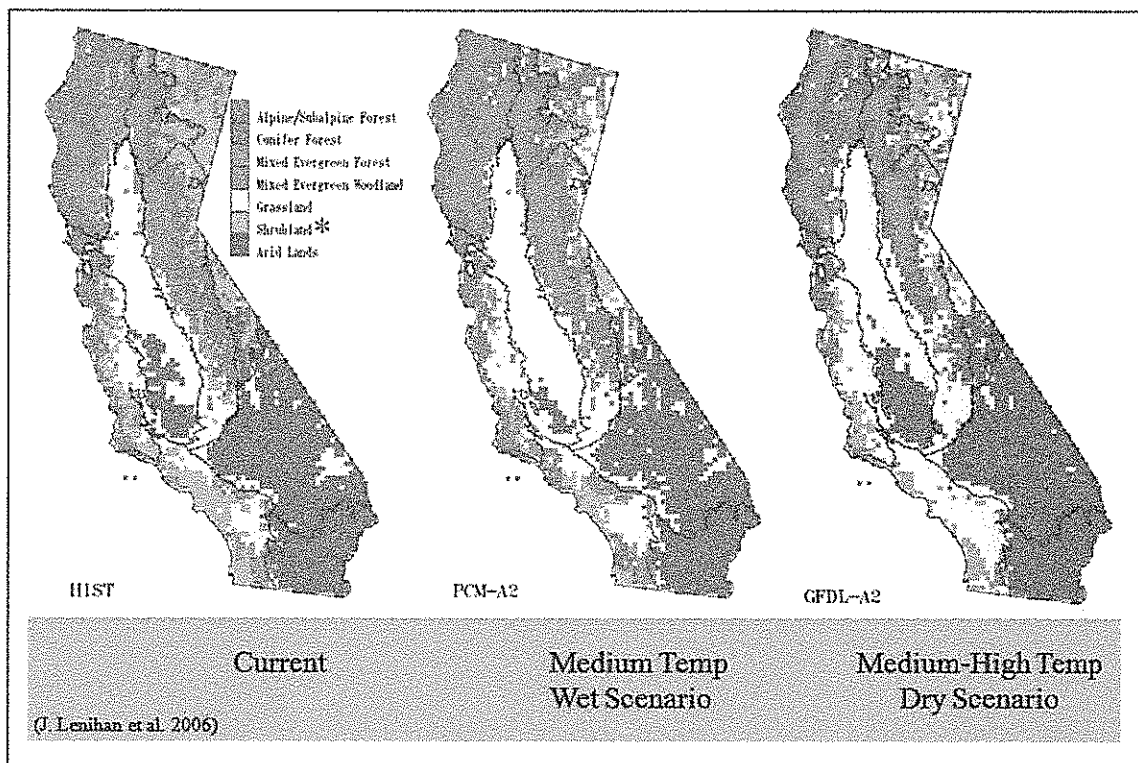 Alpine/Subalpine Forest
Conifer Forest
Mixed Evergreen Forest
Mixed Evergreen Woodland
Grassland
Shrubland*
Arid Lands
HIST
PCM-A2
GFDL-A2
Current
Medium Temp
Wet Scenario
Medium-High Temp
Dry Scenario
(J. Lenihan et al. 2006)